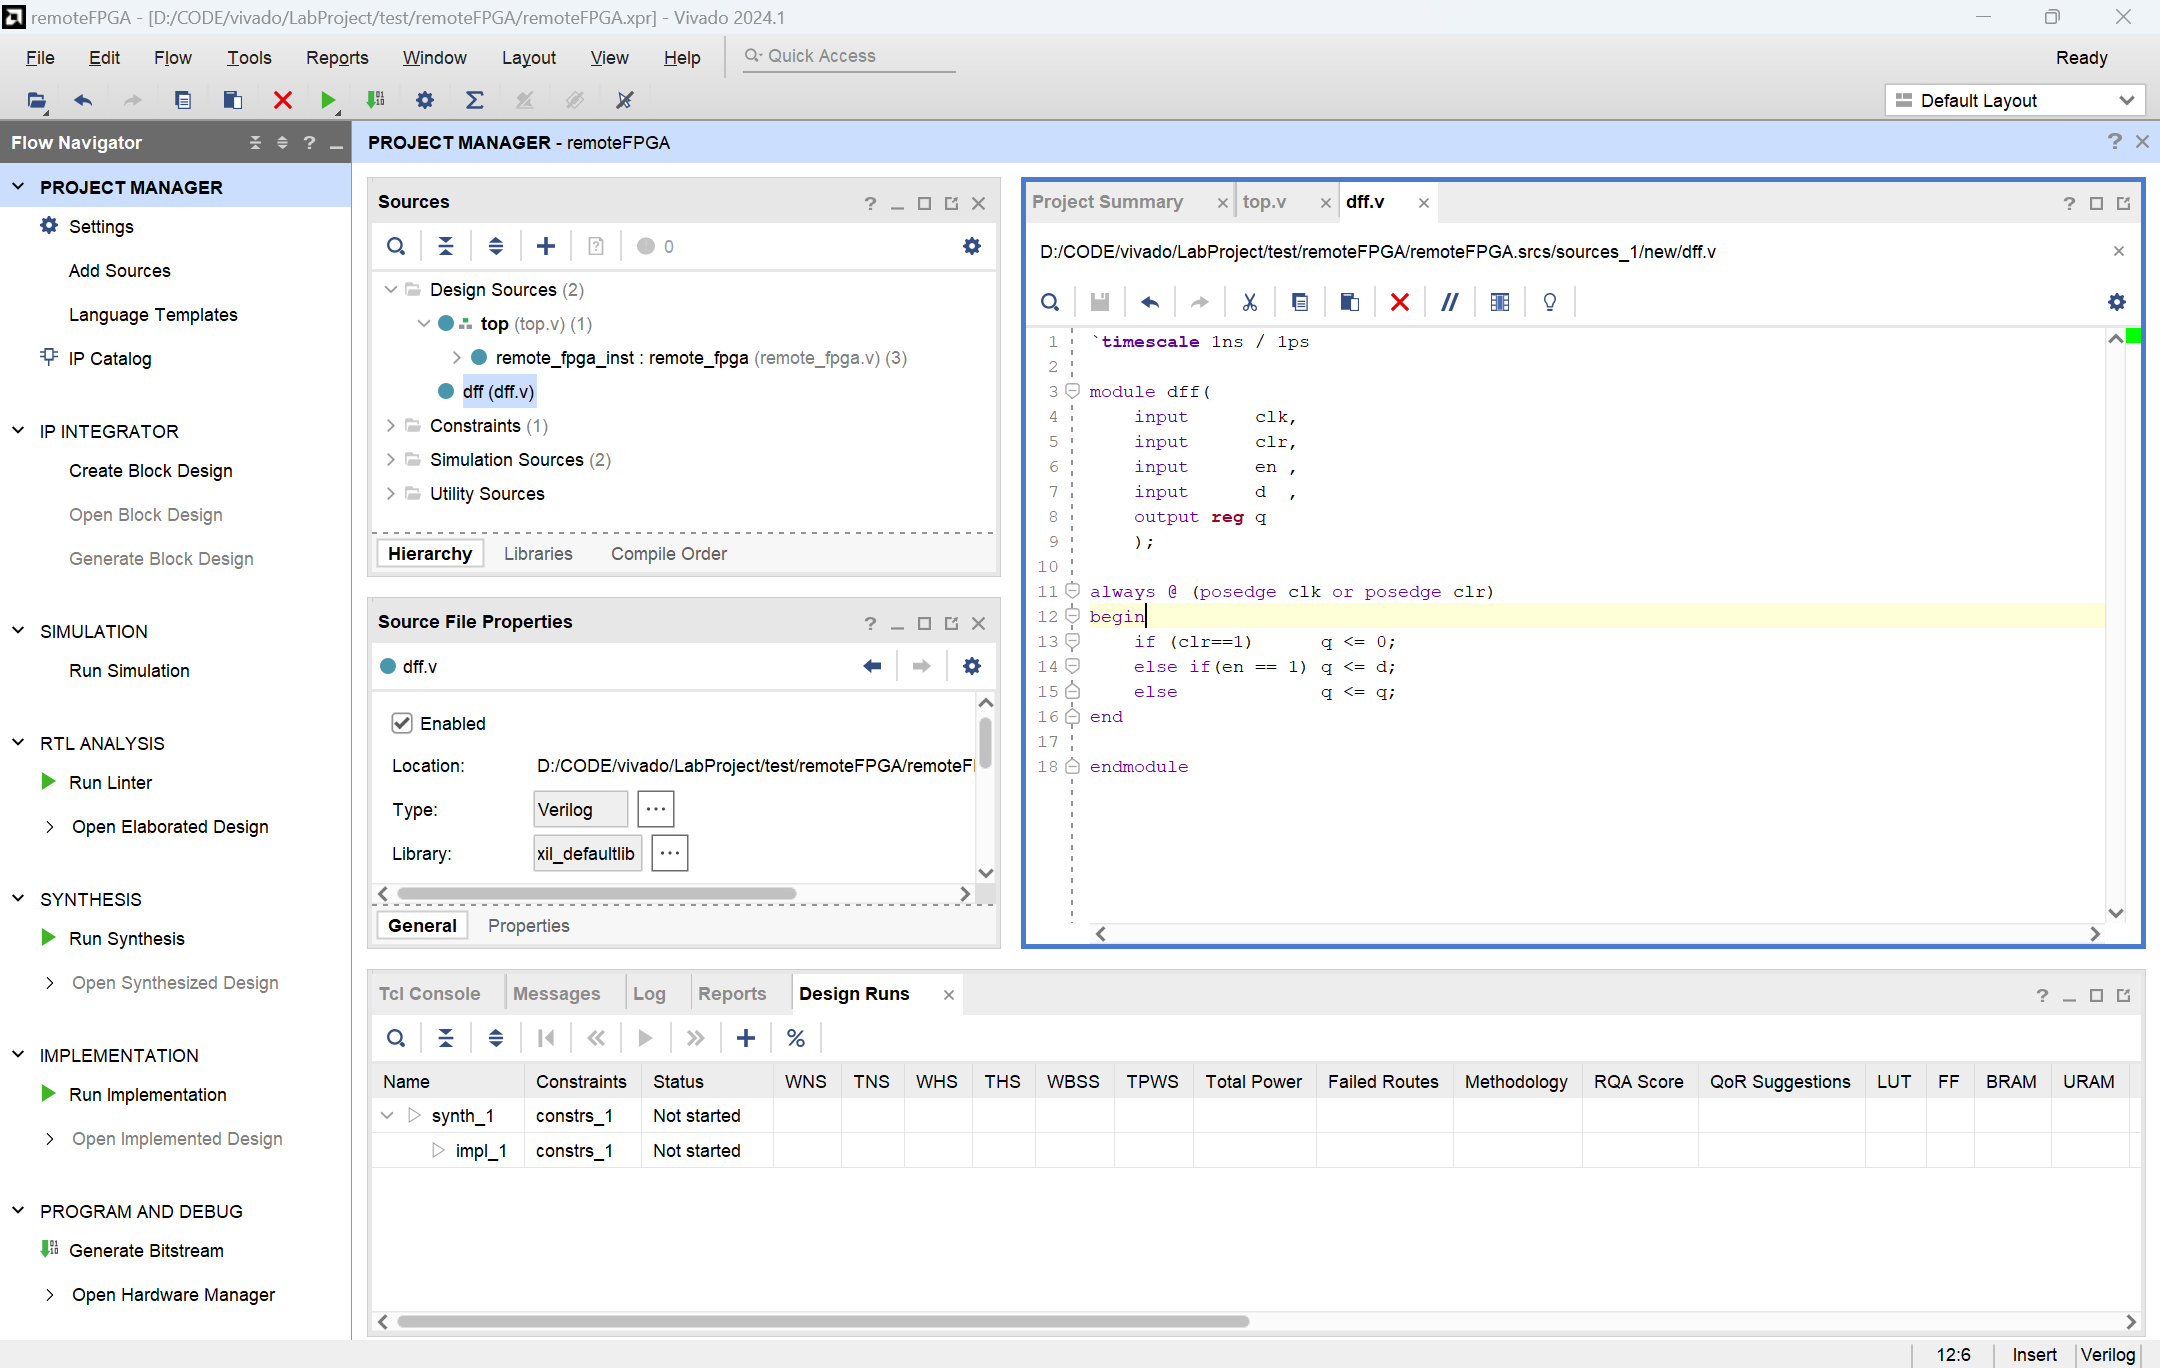 remoteFPGA - [D:/CODE/vivado/LabProject/test/remoteFPGA/remoteFPGA.xpr] - Vivado 2024.1
File Edit Flow Tools Reports Window Layout View Help Quick Access Ready
Default Layout
Flow Navigator
PROJECT MANAGER - remoteFPGA
PROJECT MANAGER
Settings
Add Sources
Language Templates
IP Catalog
IP INTEGRATOR
Create Block Design
Open Block Design
Generate Block Design
SIMULATION
Run Simulation
RTL ANALYSIS
Run Linter
Open Elaborated Design
SYNTHESIS
Run Synthesis
Open Synthesized Design
IMPLEMENTATION
Run Implementation
Open Implemented Design
PROGRAM AND DEBUG
Generate Bitstream
Open Hardware Manager
Sources
0
Design Sources (2)
top (top.v) (1)
remote_fpga_inst : remote_fpga (remote_fpga.v) (3)
dff (dff.v)
Constraints (1)
Simulation Sources (2)
Utility Sources
Hierarchy Libraries Compile Order
Source File Properties
dff.v
Enabled
Location: D:/CODE/vivado/LabProject/test/remoteFPGA/remoteF
Type: Verilog ...
Library: xil_defaultlib ...
General Properties
Project Summary top.v dff.v
D:/CODE/vivado/LabProject/test/remoteFPGA/remoteFPGA.srcs/sources_1/new/dff.v
1 `timescale 1ns / 1ps
2
3 module dff(
4 input clk,
5 input clr,
6 input en ,
7 input d ,
8 output reg q
9 );
10
11 always @ (posedge clk or posedge clr)
12 begin
13 if (clr==1) q <= 0;
14 else if(en == 1) q <= d;
15 else q <= q;
16 end
17
18 endmodule
Tcl Console Messages Log Reports Design Runs
Name Constraints Status WNS TNS WHS THS WBSS TPWS Total Power Failed Routes Methodology RQA Score QoR Suggestions LUT FF BRAM URAM
synth_1 constrs_1 Not started
impl_1 constrs_1 Not started
12:6 Insert Verilog